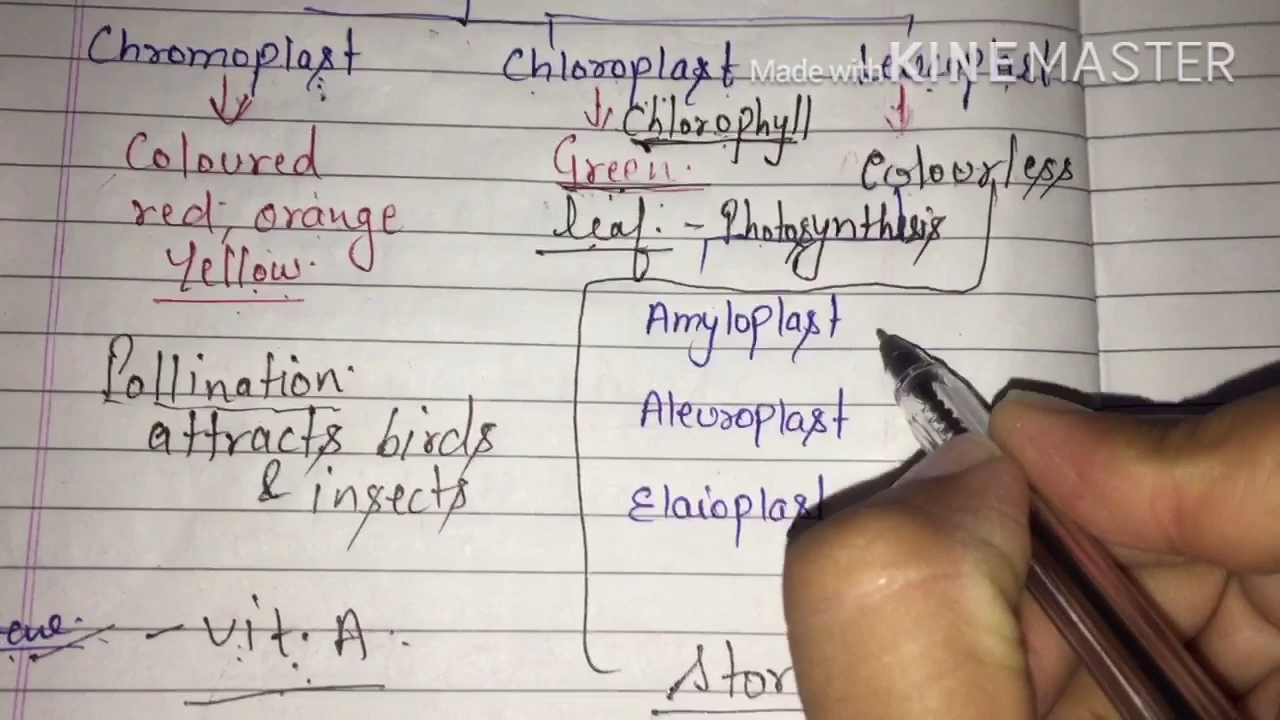 Chromoplast Chloroplast
Made with KINEMASTER
Chlorophyll
Coloured Green. Colourless
red, orange leaf. - Photosynthesis
Yellow.
Amyloplast
Pollination.
attracts birds Aleuroplast
& insects Elaioplast
- Vit. A.